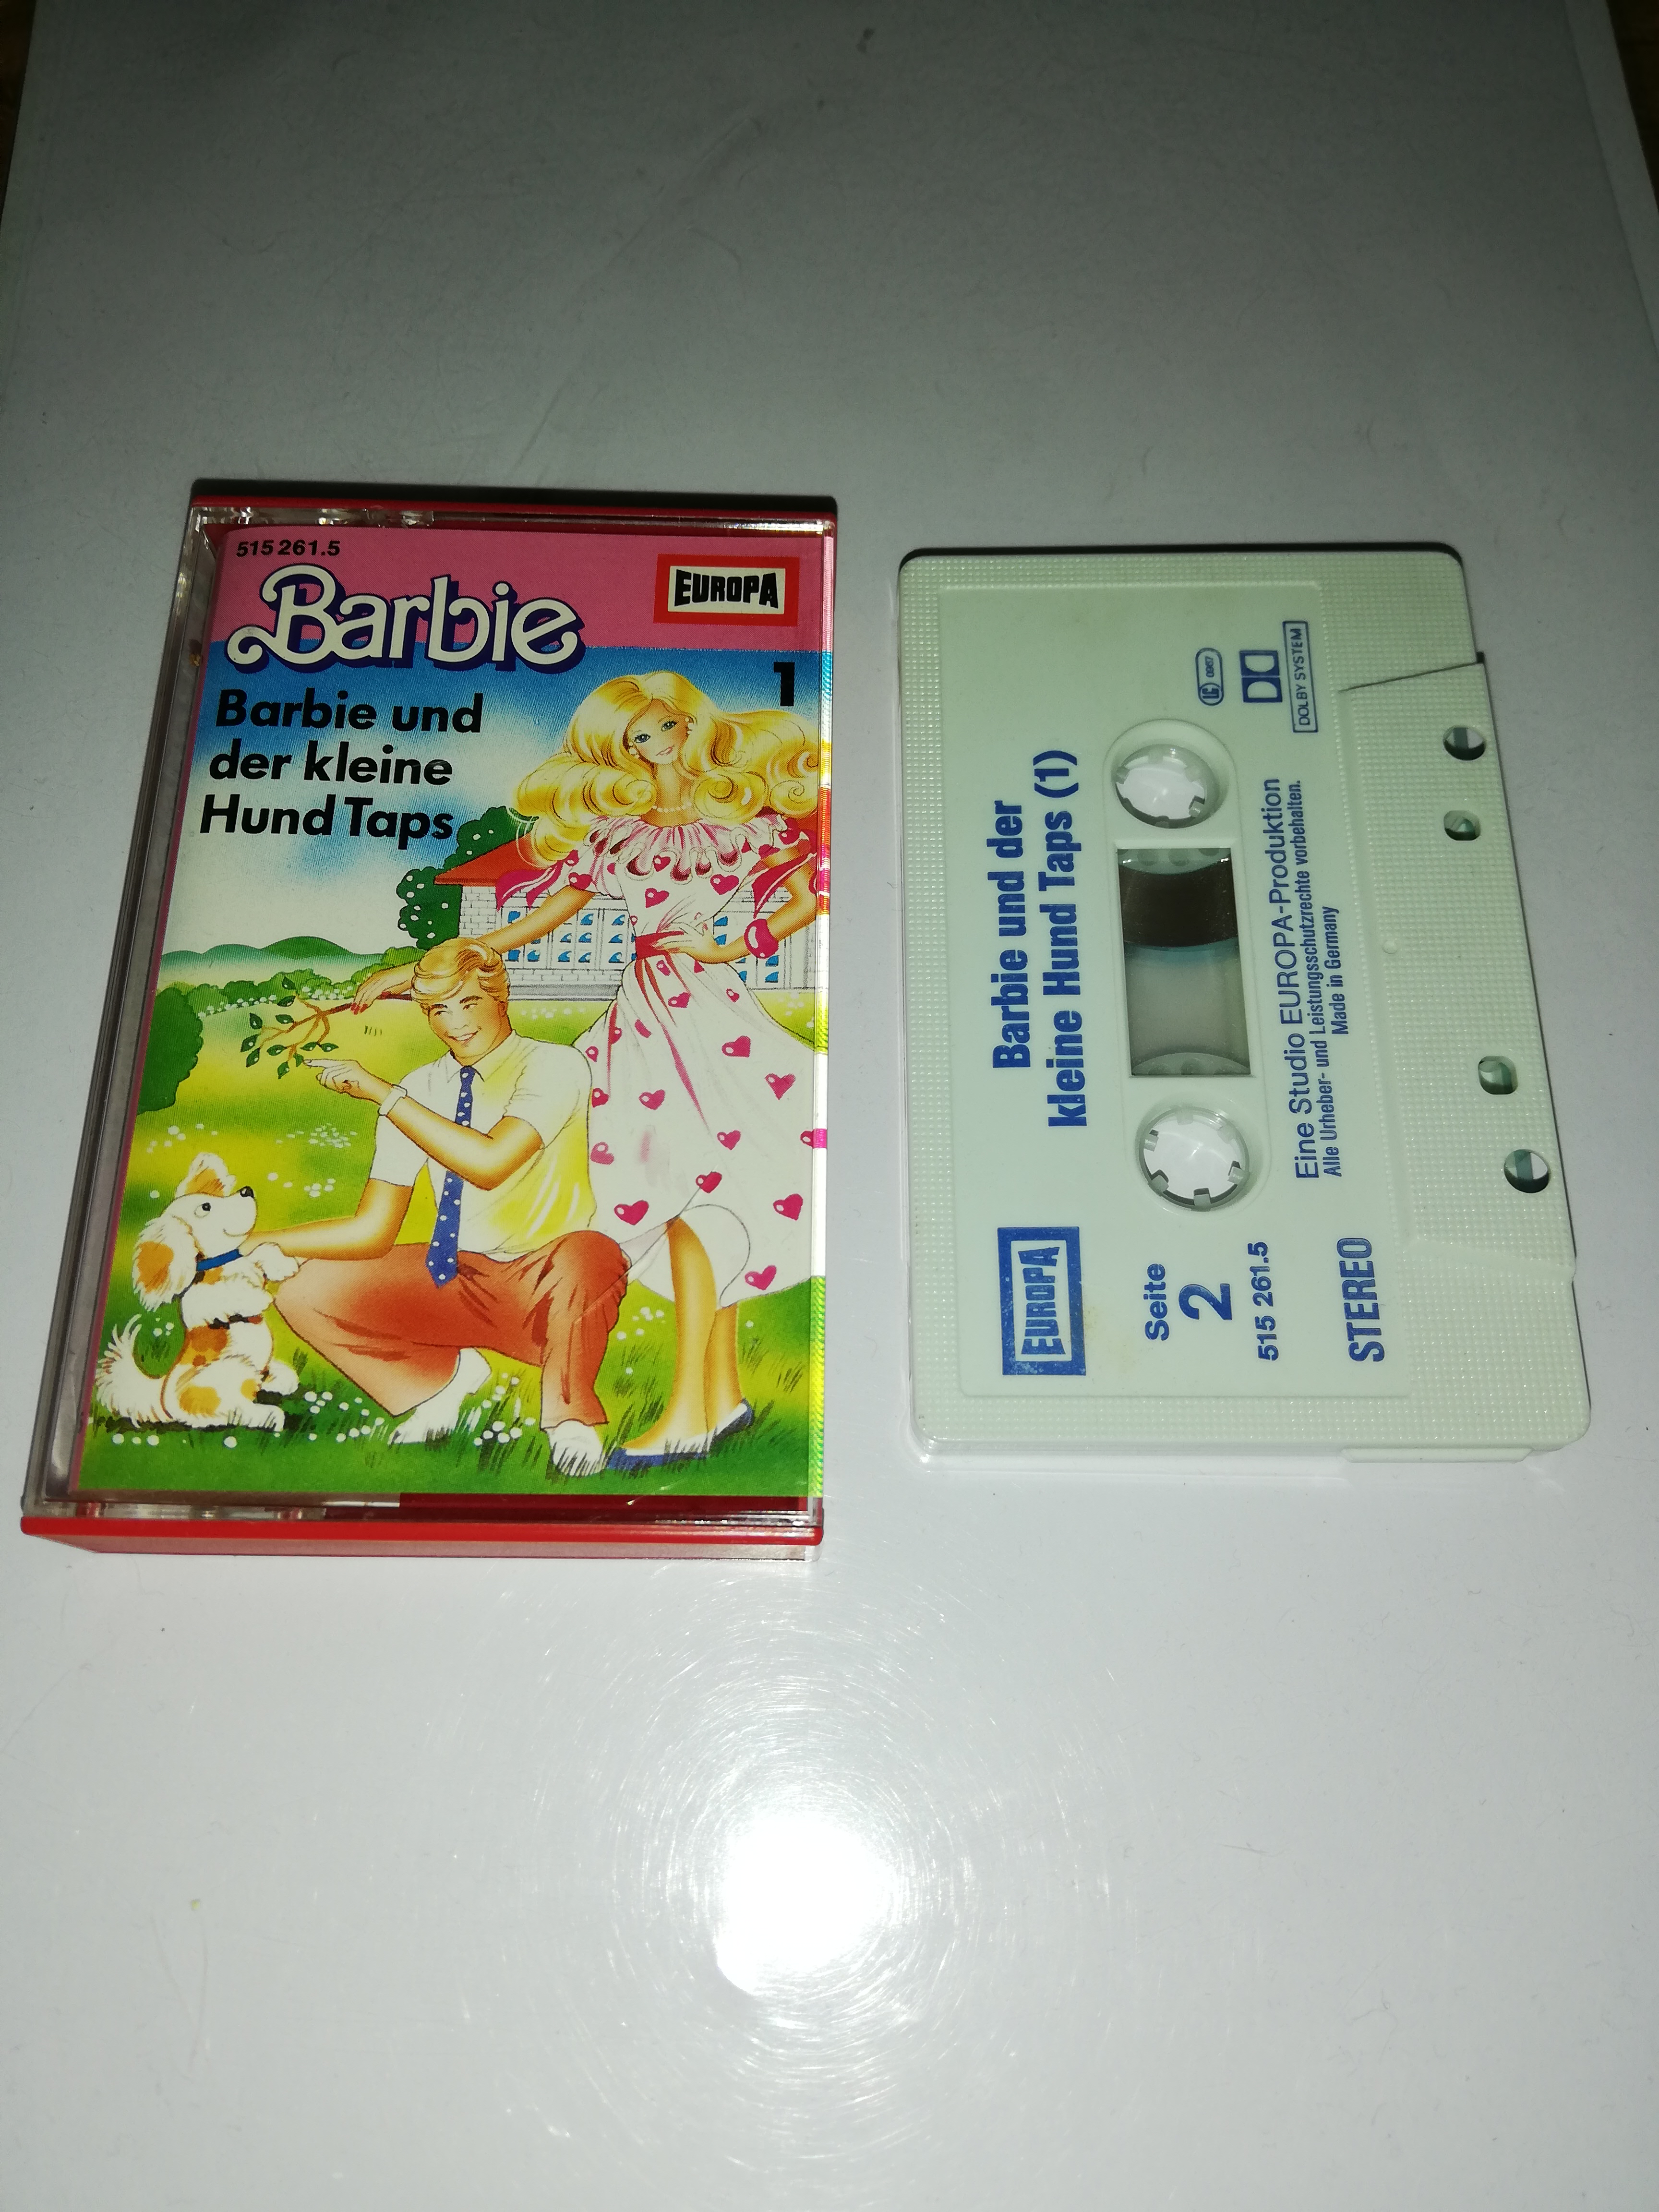 515 261.5
Barbie
EUROPA
1
Barbie und
der kleine
Hund Taps
Barbie und der
kleine Hund Taps (1)
LC 0967
DOLBY SYSTEM
EUROPA
Seite
2
515 261.5
STEREO
Eine Studio EUROPA-Produktion
Alle Urheber- und Leistungsschutzrechte vorbehalten.
Made in Germany